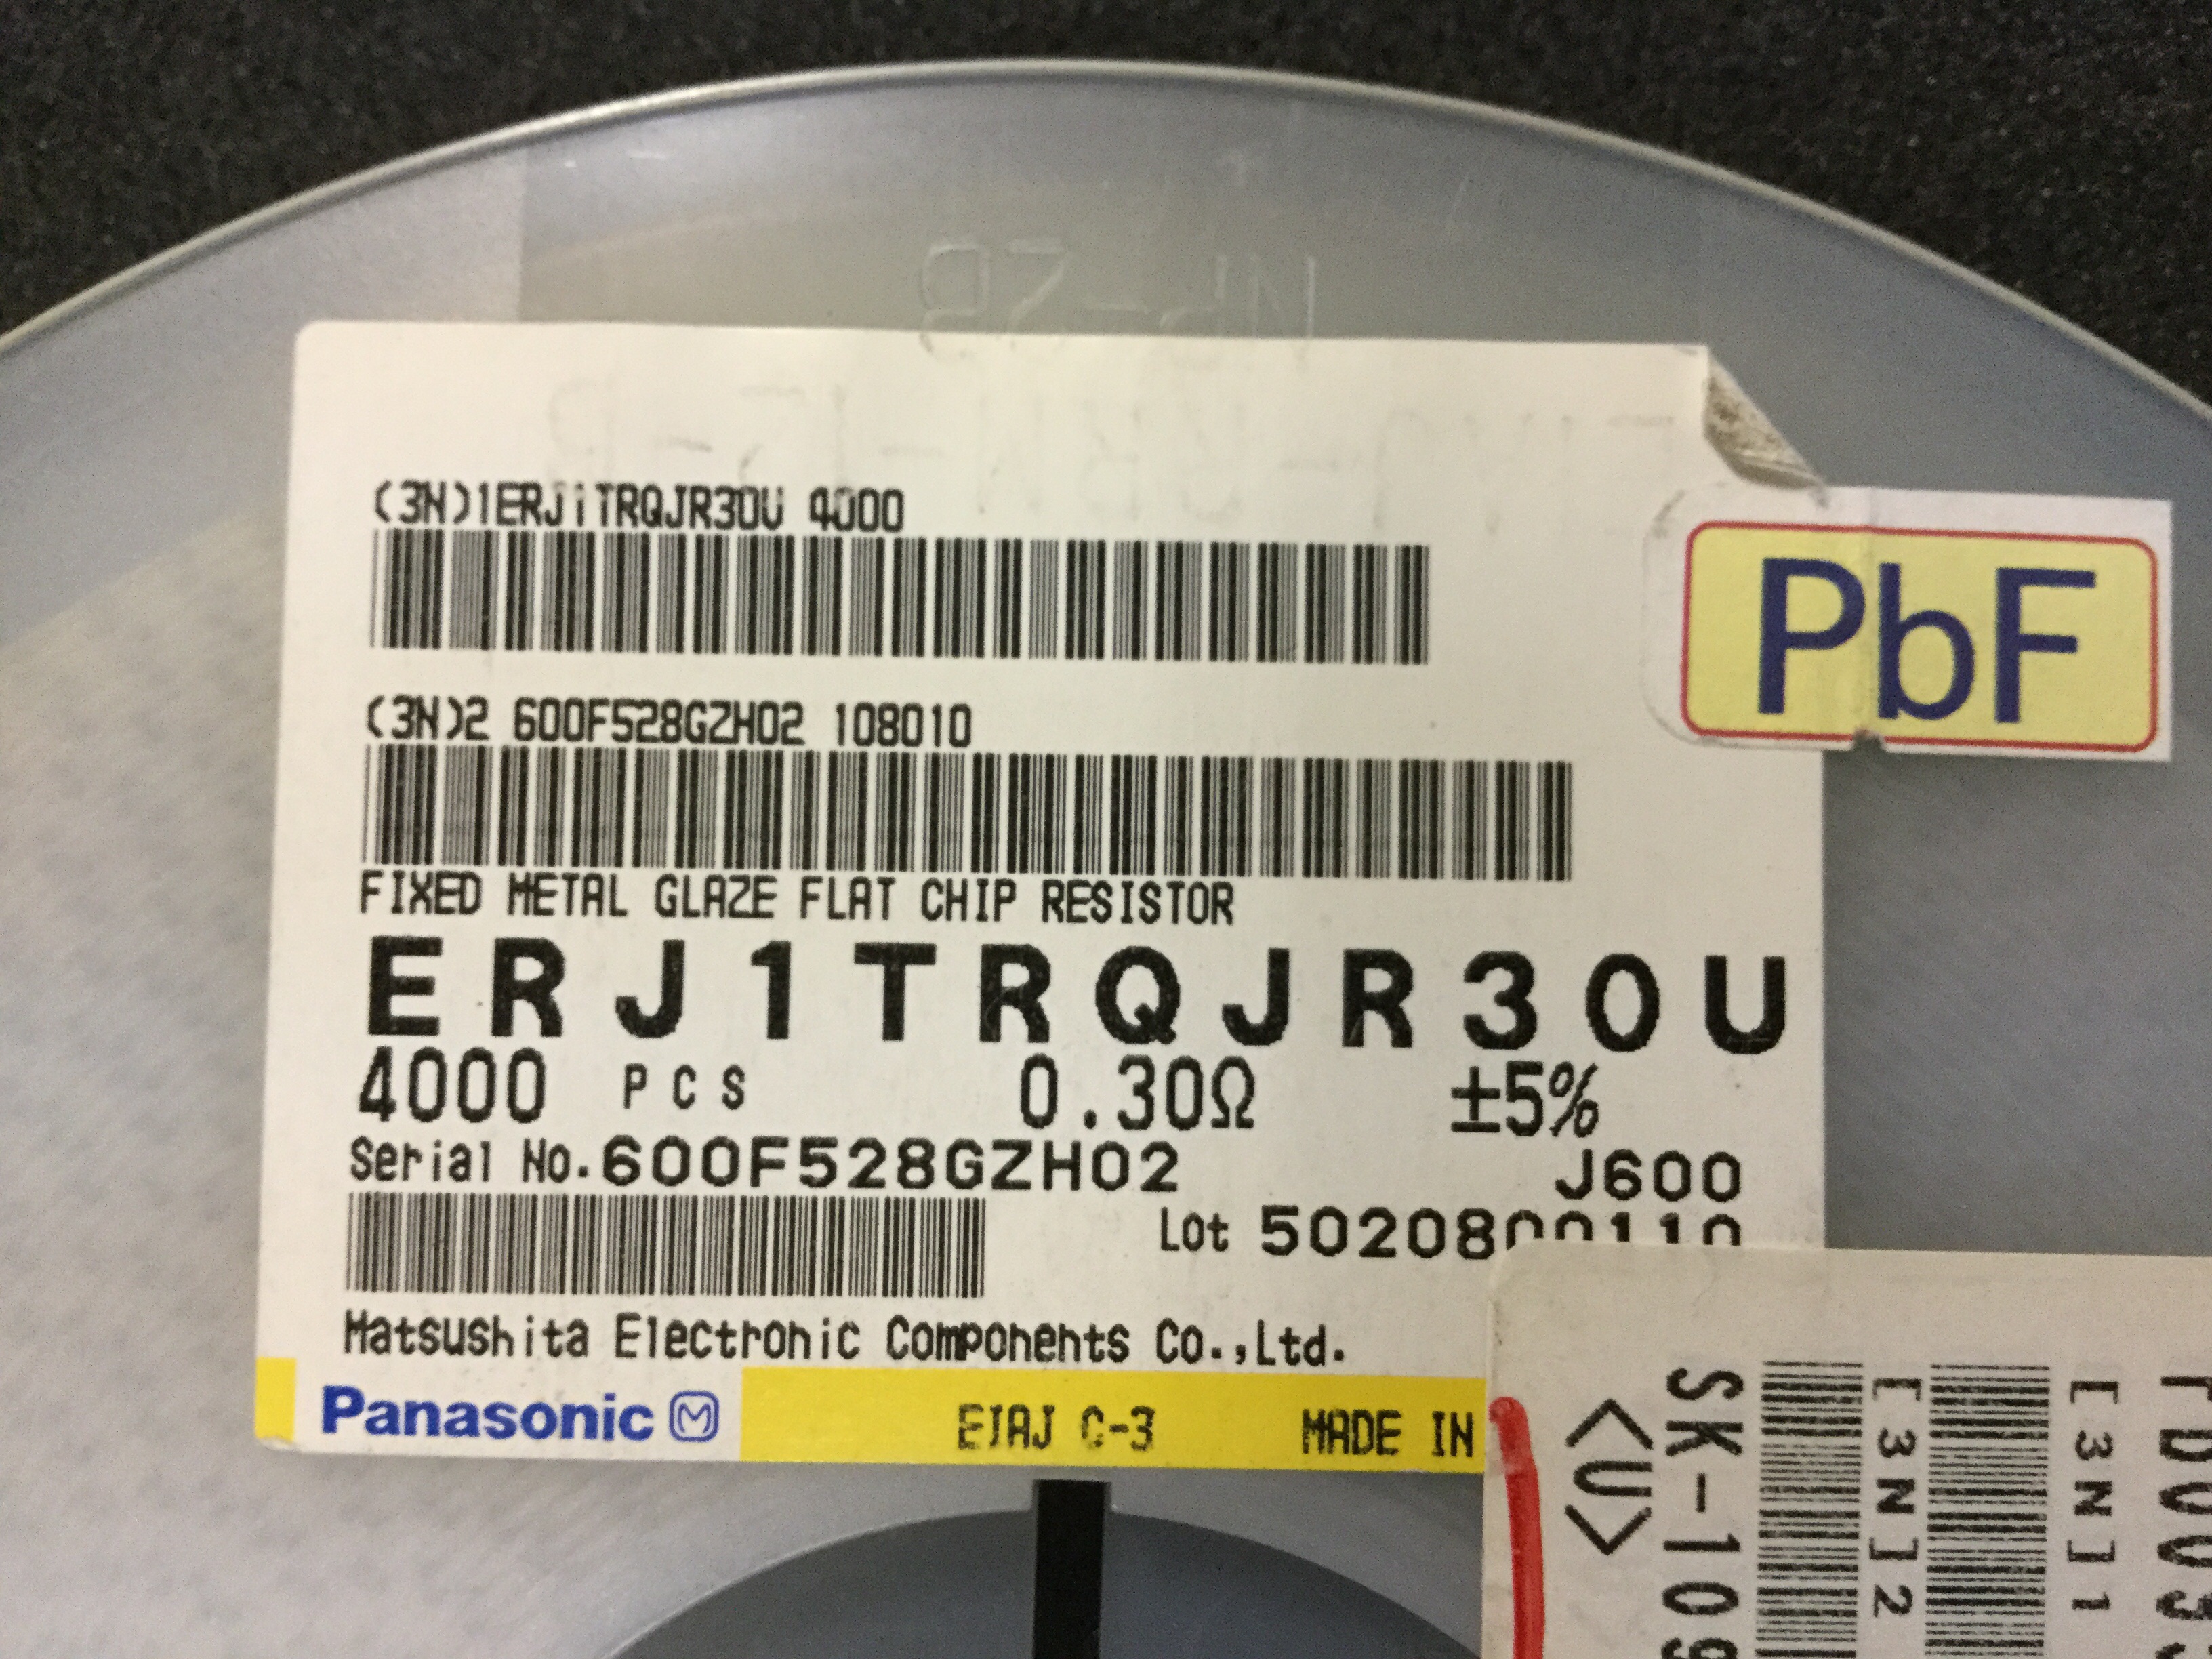 (3N)1ERJ1TRQJR30U 4000
PbF
(3N)2 600F528GZH02 108010
FIXED METAL GLAZE FLAT CHIP RESISTOR
ERJ1TRQJR30U
4000 PCS 0.30Ω ±5%
Serial No.600F528GZH02
J600
Lot 5020800110
Matsushita Electronic Components Co.,Ltd.
Panasonic M
EIAJ C-3 MADE IN
<U>
SK-109
[3N]2
[3N]1